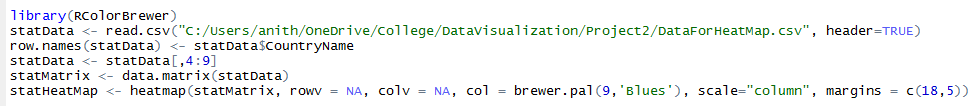 library(RColorBrewer)
statData <- read.csv("C:/Users/anith/OneDrive/College/DataVisualization/Project2/DataForHeatMap.csv", header=TRUE)
row.names(statData) <- statData$CountryName
statData <- statData[,4:9]
statMatrix <- data.matrix(statData)
statHeatMap <- heatmap(statMatrix, rowv = NA, colv = NA, col = brewer.pal(9,'Blues'), scale="column", margins = c(18,5))